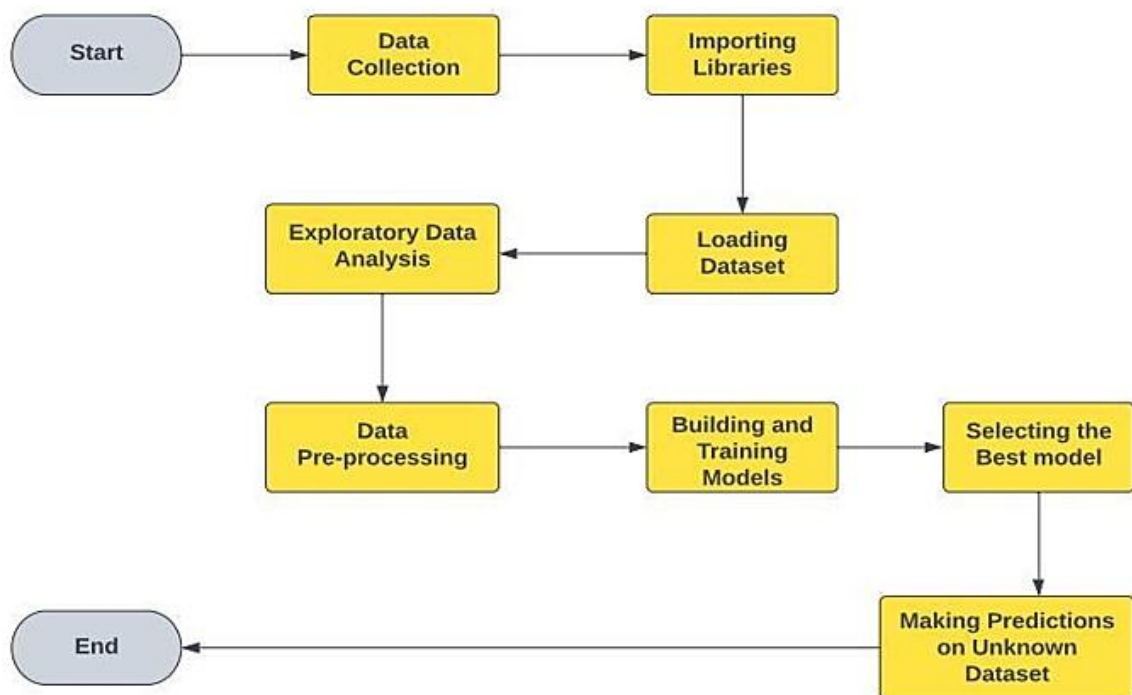 Start
Data
Collection
Importing
Libraries
Exploratory Data
Analysis
Loading
Dataset
Data
Pre-processing
Building and
Training
Models
Selecting the
Best model
End
Making Predictions
on Unknown
Dataset